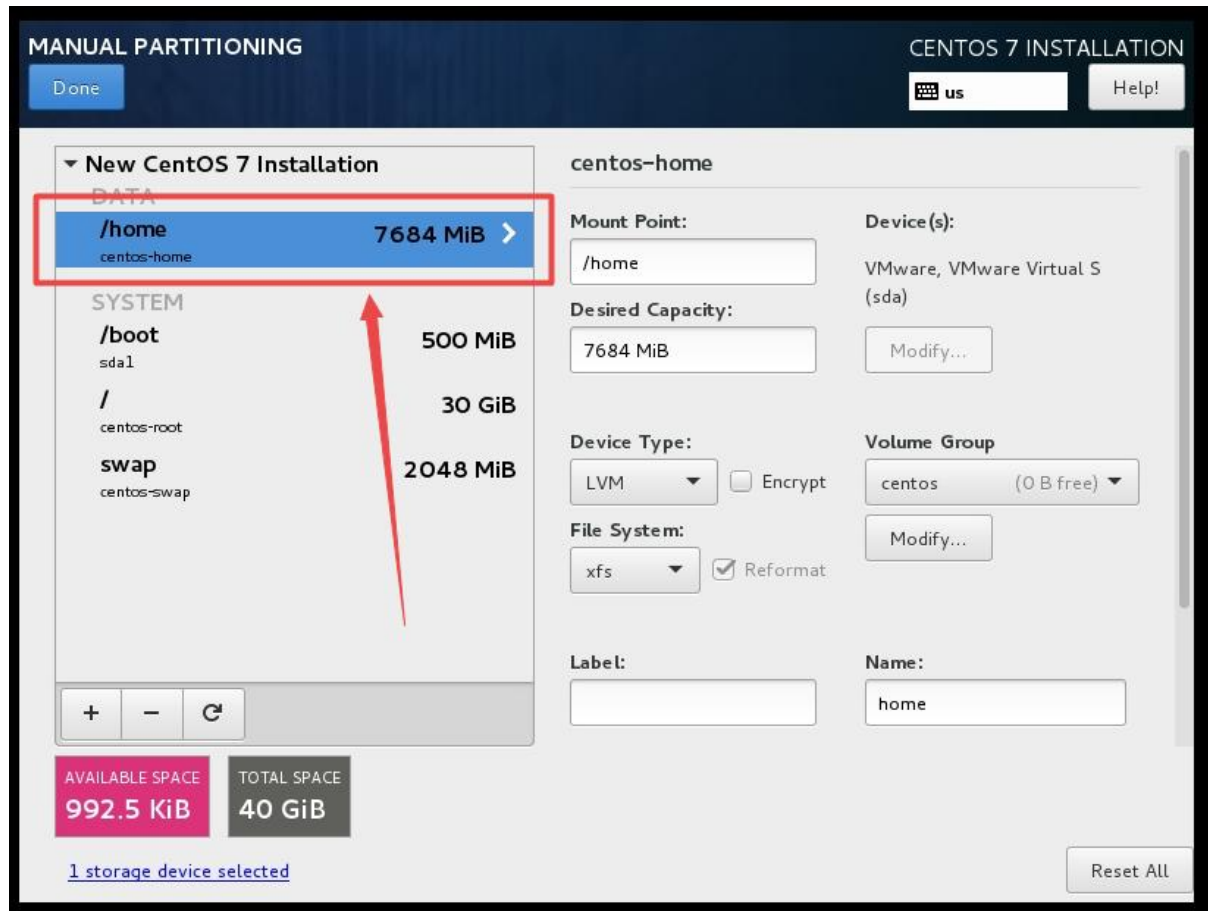 MANUAL PARTITIONING
CENTOS 7 INSTALLATION
Done
us
Help!
New CentOS 7 Installation
DATA
/home
7684 MiB
centos-home
SYSTEM
/boot
500 MiB
sda1
/
30 GiB
centos-root
swap
2048 MiB
centos-swap
+ −
AVAILABLE SPACE
992.5 KiB
TOTAL SPACE
40 GiB
1 storage device selected
centos-home
Mount Point:
/home
Device(s):
VMware, VMware Virtual S
(sda)
Desired Capacity:
7684 MiB
Modify...
Device Type:
LVM
Encrypt
Volume Group
centos (0 B free)
File System:
xfs
Reformat
Modify...
Label:
Name:
home
Reset All